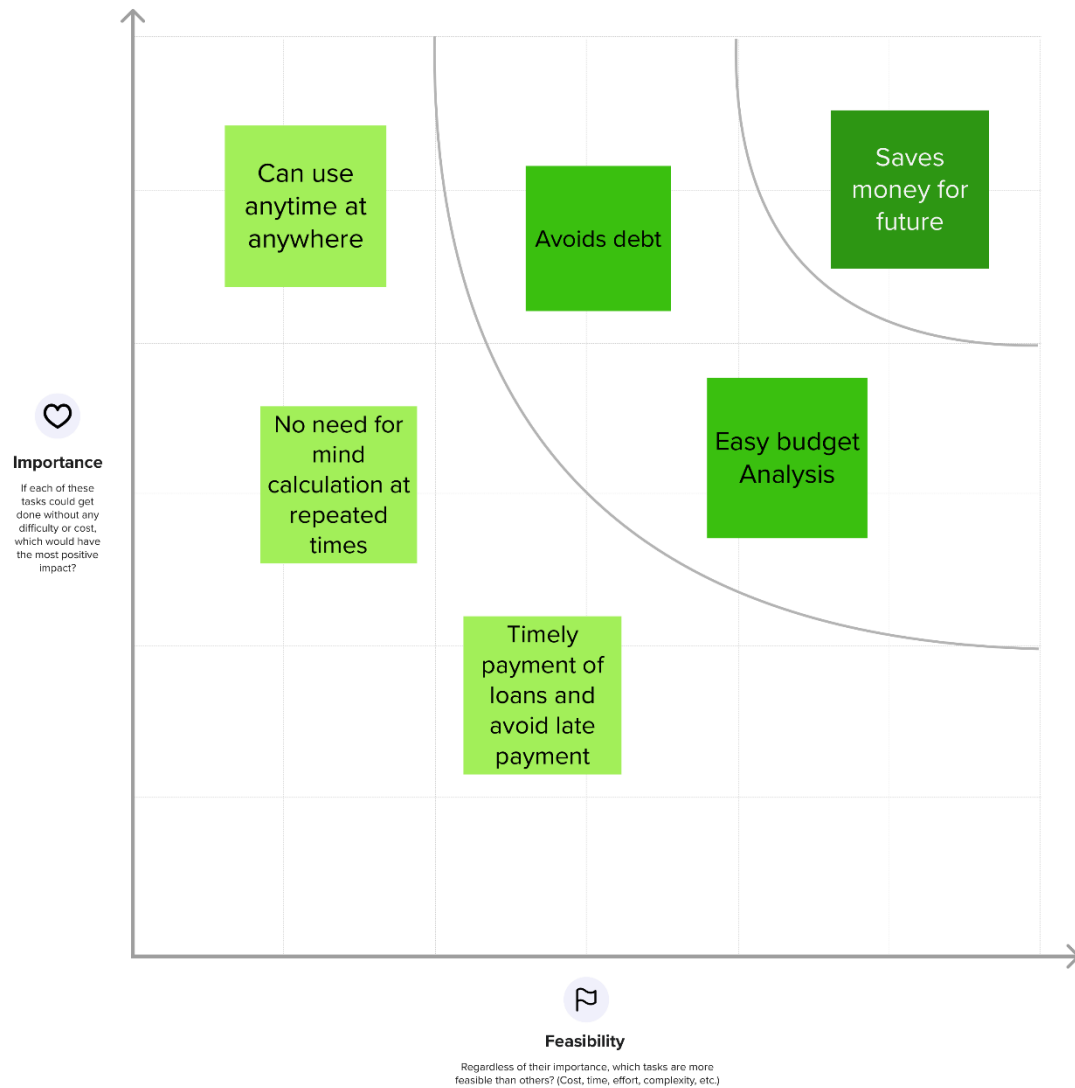 Can use
anytime at
anywhere
Avoids debt
Saves
money for
future
No need for
mind
calculation at
repeated
times
Easy budget
Analysis
Timely
payment of
loans and
avoid late
payment
Importance
If each of these
tasks could get
done without any
difficulty or cost,
which would have
the most positive
impact?
Feasibility
Regardless of their importance, which tasks are more
feasible than others? (Cost, time, effort, complexity, etc.)